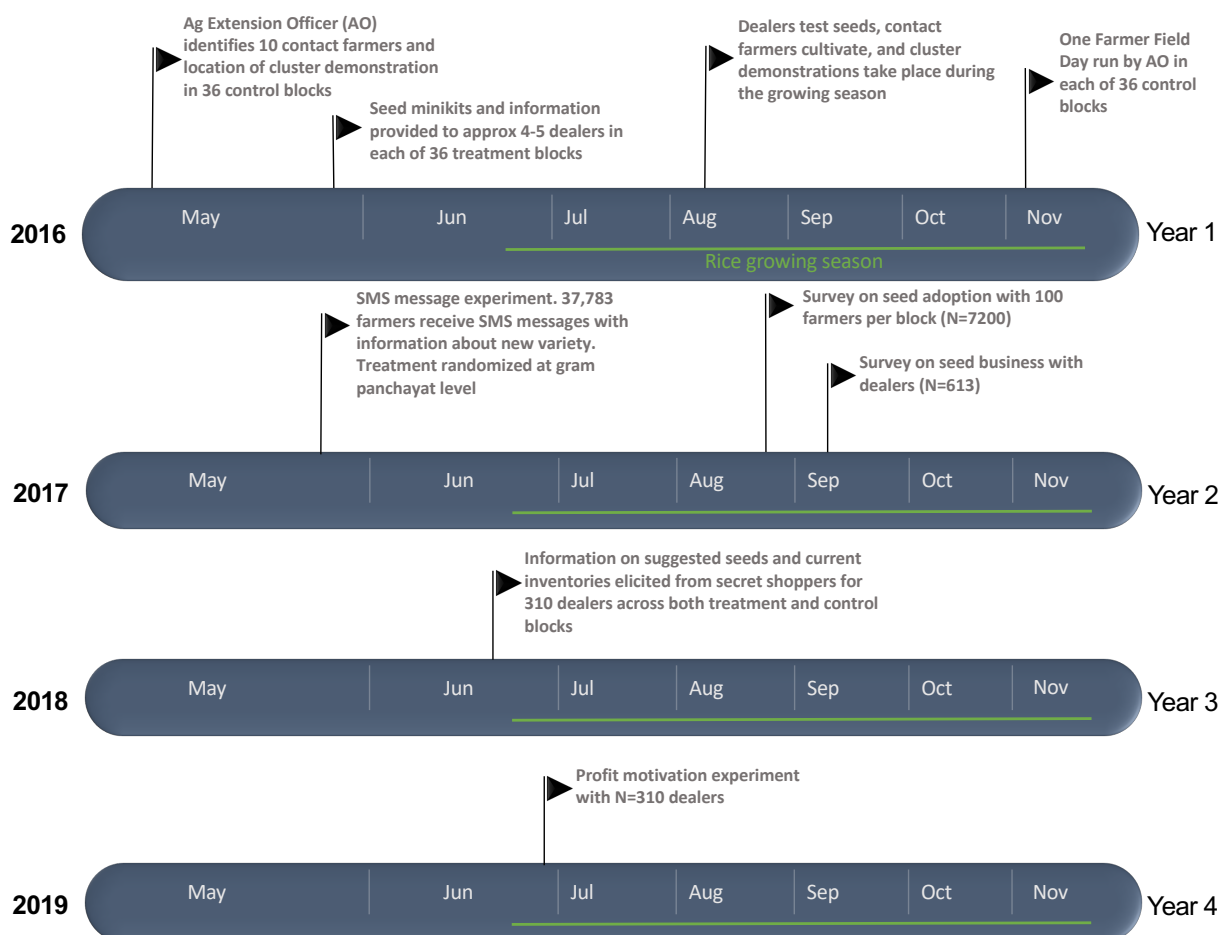 Ag Extension Officer (AO)
identifies 10 contact farmers and
location of cluster demonstration
in 36 control blocks
Seed minikits and information
provided to approx 4-5 dealers in
each of 36 treatment blocks
Dealers test seeds, contact
farmers cultivate, and cluster
demonstrations take place during
the growing season
One Farmer Field
Day run by AO in
each of 36 control
blocks
2016
May
Jun
Jul
Aug
Sep
Oct
Nov
Year 1
Rice growing season
SMS message experiment. 37,783
farmers receive SMS messages with
information about new variety.
Treatment randomized at gram
panchayat level
Survey on seed adoption with 100
farmers per block (N=7200)
Survey on seed business with
dealers (N=613)
2017
May
Jun
Jul
Aug
Sep
Oct
Nov
Year 2
Information on suggested seeds and current
inventories elicited from secret shoppers for
310 dealers across both treatment and control
blocks
2018
May
Jun
Jul
Aug
Sep
Oct
Nov
Year 3
Profit motivation experiment
with N=310 dealers
2019
May
Jun
Jul
Aug
Sep
Oct
Nov
Year 4